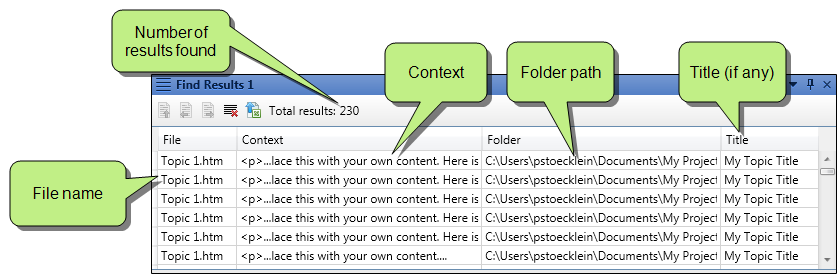 Number of
results found
Context
Folder path
Title (if any)
Find Results 1
Total results: 230
File Context Folder Title
Topic 1.htm <p>...lace this with your own content. Here is C:\Users\pstoecklein\Documents\My Project My Topic Title
Topic 1.htm <p>...lace this with your own content. Here is C:\Users\pstoecklein\Documents\My Project My Topic Title
Topic 1.htm <p>...lace this with your own content. Here is C:\Users\pstoecklein\Documents\My Project My Topic Title
Topic 1.htm <p>...lace this with your own content. Here is C:\Users\pstoecklein\Documents\My Project My Topic Title
Topic 1.htm <p>...lace this with your own content. Here is C:\Users\pstoecklein\Documents\My Project My Topic Title
Topic 1.htm <p>...lace this with your own content.... C:\Users\pstoecklein\Documents\My Project My Topic Title
File name